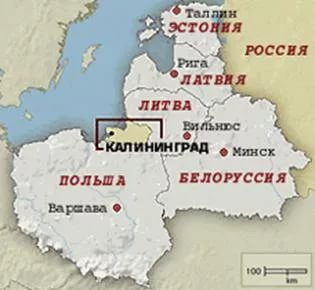 Таллин
ЭСТОНИЯ
РОССИЯ
Рига
ЛАТВИЯ
ЛИТВА
Вильнюс
КАЛИНИНГРАД
Минск
ПОЛЬША
БЕЛОРУССИЯ
Варшава
100
km